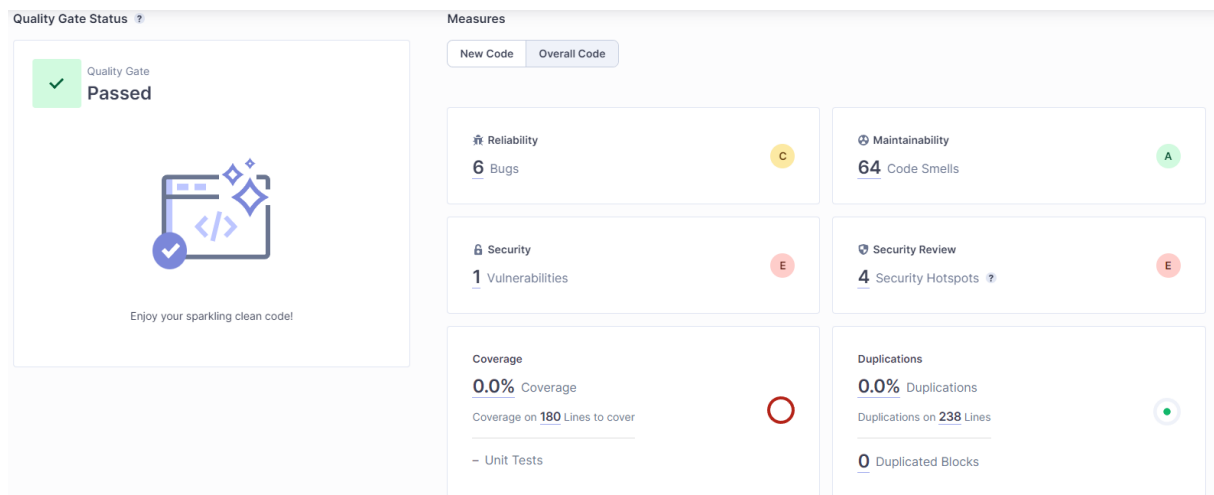 Quality Gate Status ?
Quality Gate
Passed
</>
Enjoy your sparkling clean code!
Measures
New Code Overall Code
Reliability
6 Bugs
C
Maintainability
64 Code Smells
A
Security
1 Vulnerabilities
E
Security Review
4 Security Hotspots ?
E
Coverage
0.0% Coverage
Coverage on 180 Lines to cover
– Unit Tests
Duplications
0.0% Duplications
Duplications on 238 Lines
0 Duplicated Blocks